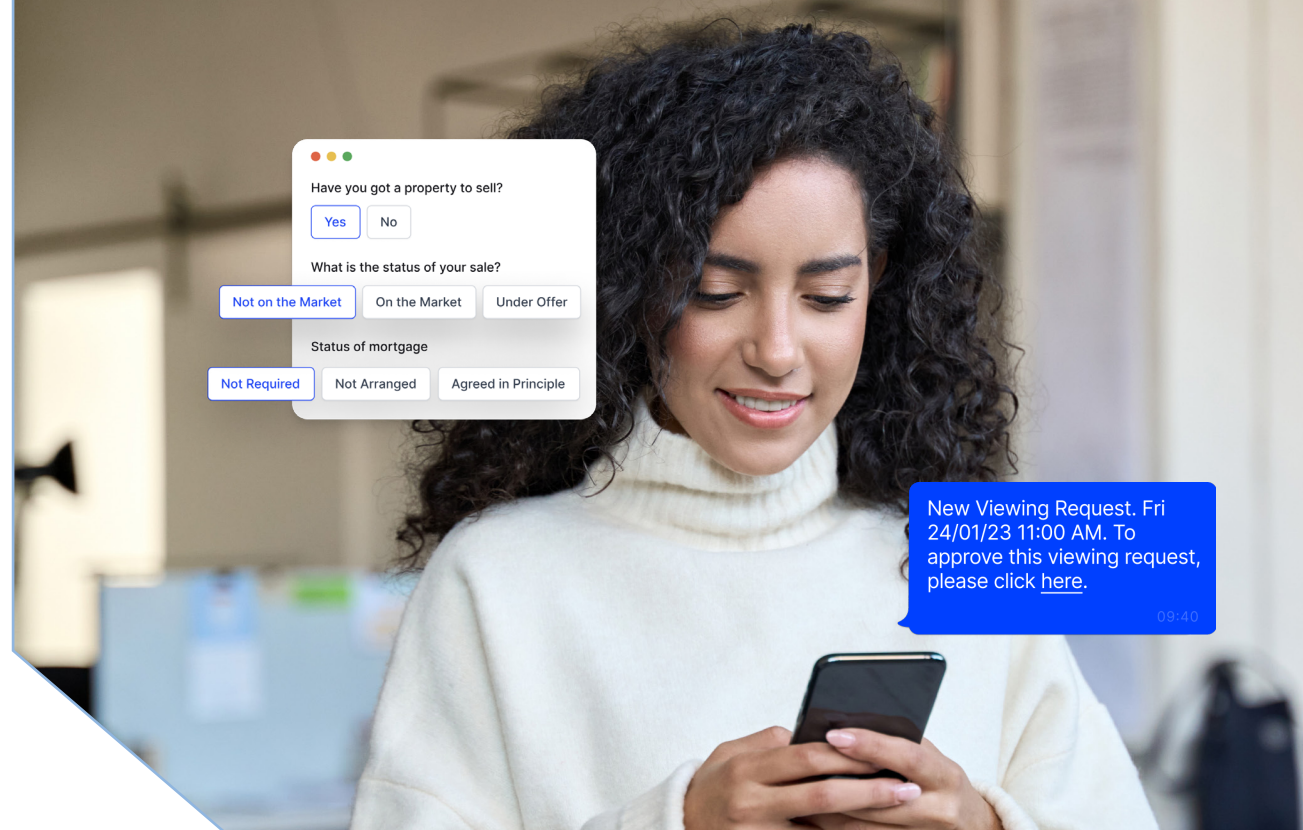 Have you got a property to sell?
Yes No
What is the status of your sale?
Not on the Market On the Market Under Offer
Status of mortgage
Not Required Not Arranged Agreed in Principle
New Viewing Request. Fri
24/01/23 11:00 AM. To
approve this viewing request,
please click here.
09:40